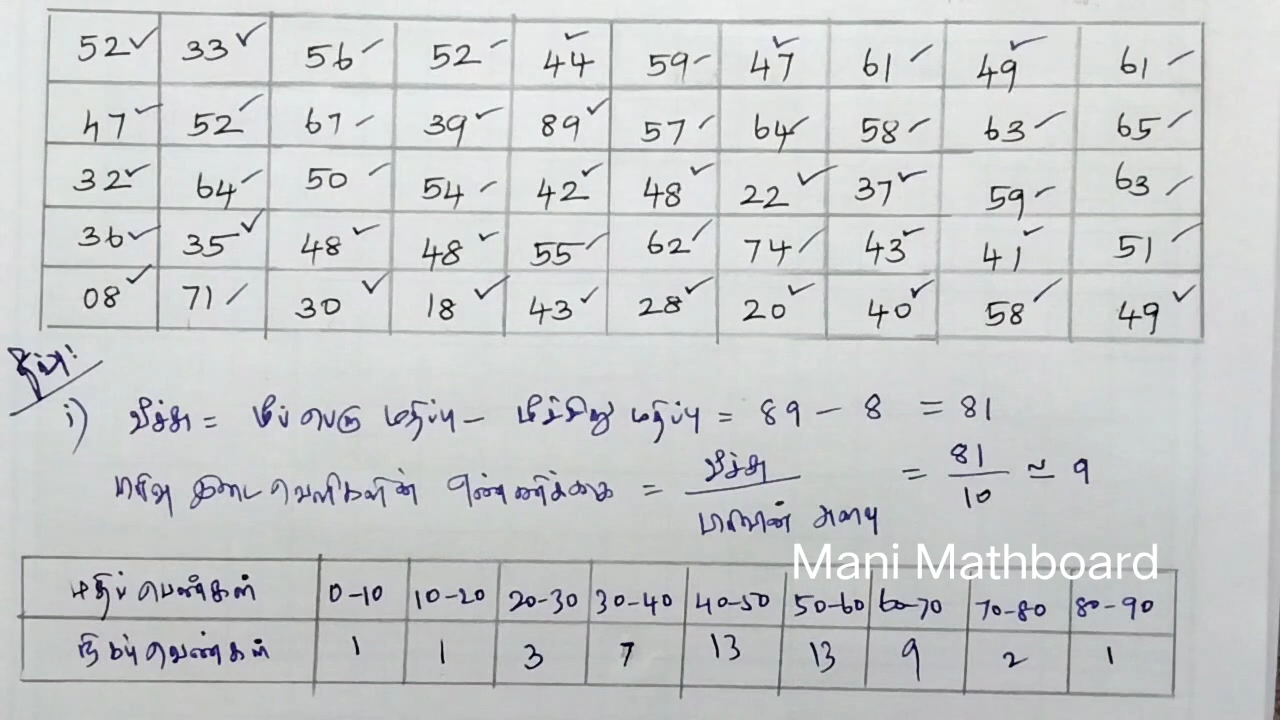 52 33 56 52 44 59 47 61 49 61
47 52 67 39 89 57 64 58 63 65
32 64 50 54 42 48 22 37 59 63
36 35 48 48 55 62 74 43 41 51
08 71 30 18 43 28 20 40 58 49
தீர்வு:
i) வீச்சு = மீப்பெரு மதிப்பு - மீச்சிறு மதிப்பு = 89 - 8 = 81
பிரிவு இடைவெளிகளின் எண்ணிக்கை = வீச்சு / பிரிவின் அளவு = 81/10 ≃ 9
Mani Mathboard
மதிப்பெண்கள் 0-10 10-20 20-30 30-40 40-50 50-60 60-70 70-80 80-90
நிகழ்வெண்கள் 1 1 3 7 13 13 9 2 1